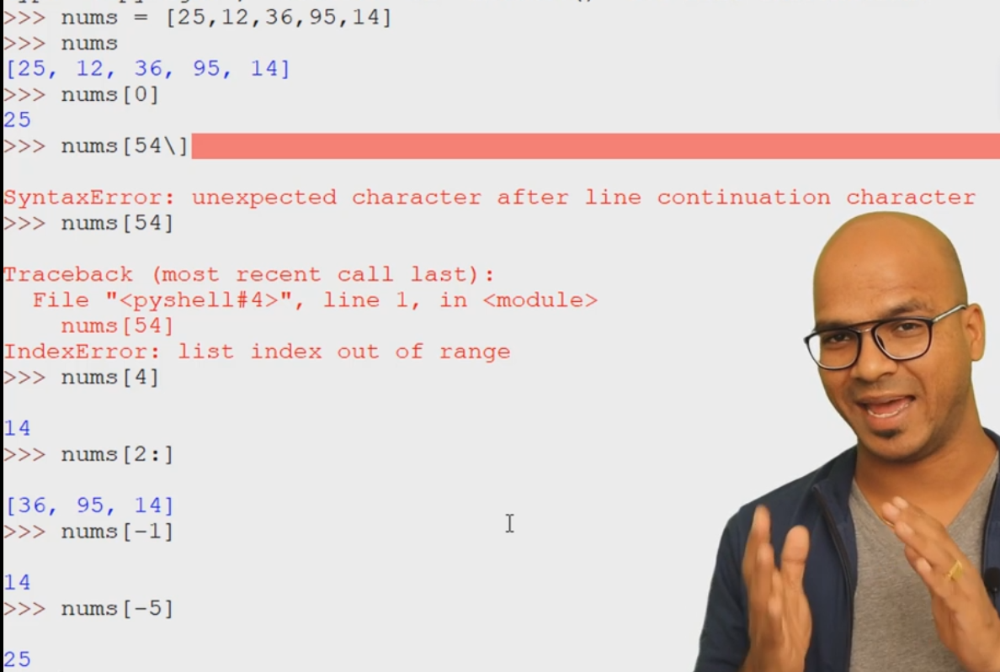 >>> nums = [25,12,36,95,14]
>>> nums
[25, 12, 36, 95, 14]
>>> nums[0]
25
>>> nums[54\]
SyntaxError: unexpected character after line continuation character
>>> nums[54]
Traceback (most recent call last):
  File "<pyshell#4>", line 1, in <module>
    nums[54]
IndexError: list index out of range
>>> nums[4]
14
>>> nums[2:]
[36, 95, 14]
>>> nums[-1]
14
>>> nums[-5]
25